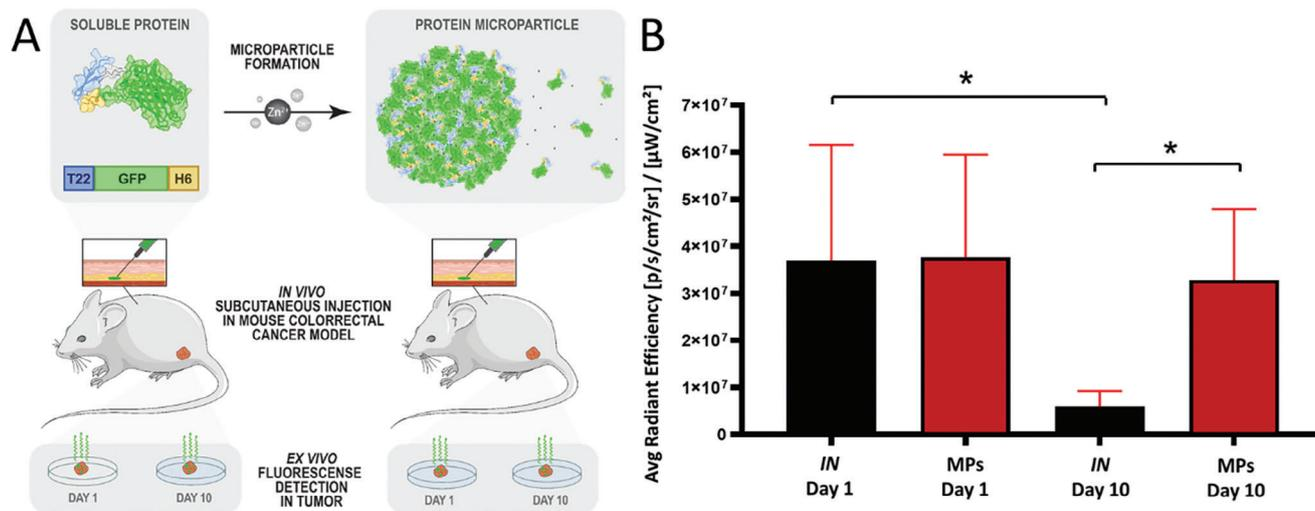 A
SOLUBLE PROTEIN
MICROPARTICLE
FORMATION
Zn²⁺
PROTEIN MICROPARTICLE
T22 GFP H6
IN VIVO
SUBCUTANEOUS INJECTION
IN MOUSE COLORRECTAL
CANCER MODEL
EX VIVO
FLUORESCENSE
DETECTION
IN TUMOR
DAY 1
DAY 10
DAY 1
DAY 10
B
Avg Radiant Efficiency [p/s/cm²/sr] / [µW/cm²]
7×10⁷
6×10⁷
5×10⁷
4×10⁷
3×10⁷
2×10⁷
1×10⁷
0
*
*
IN
Day 1
MPs
Day 1
IN
Day 10
MPs
Day 10